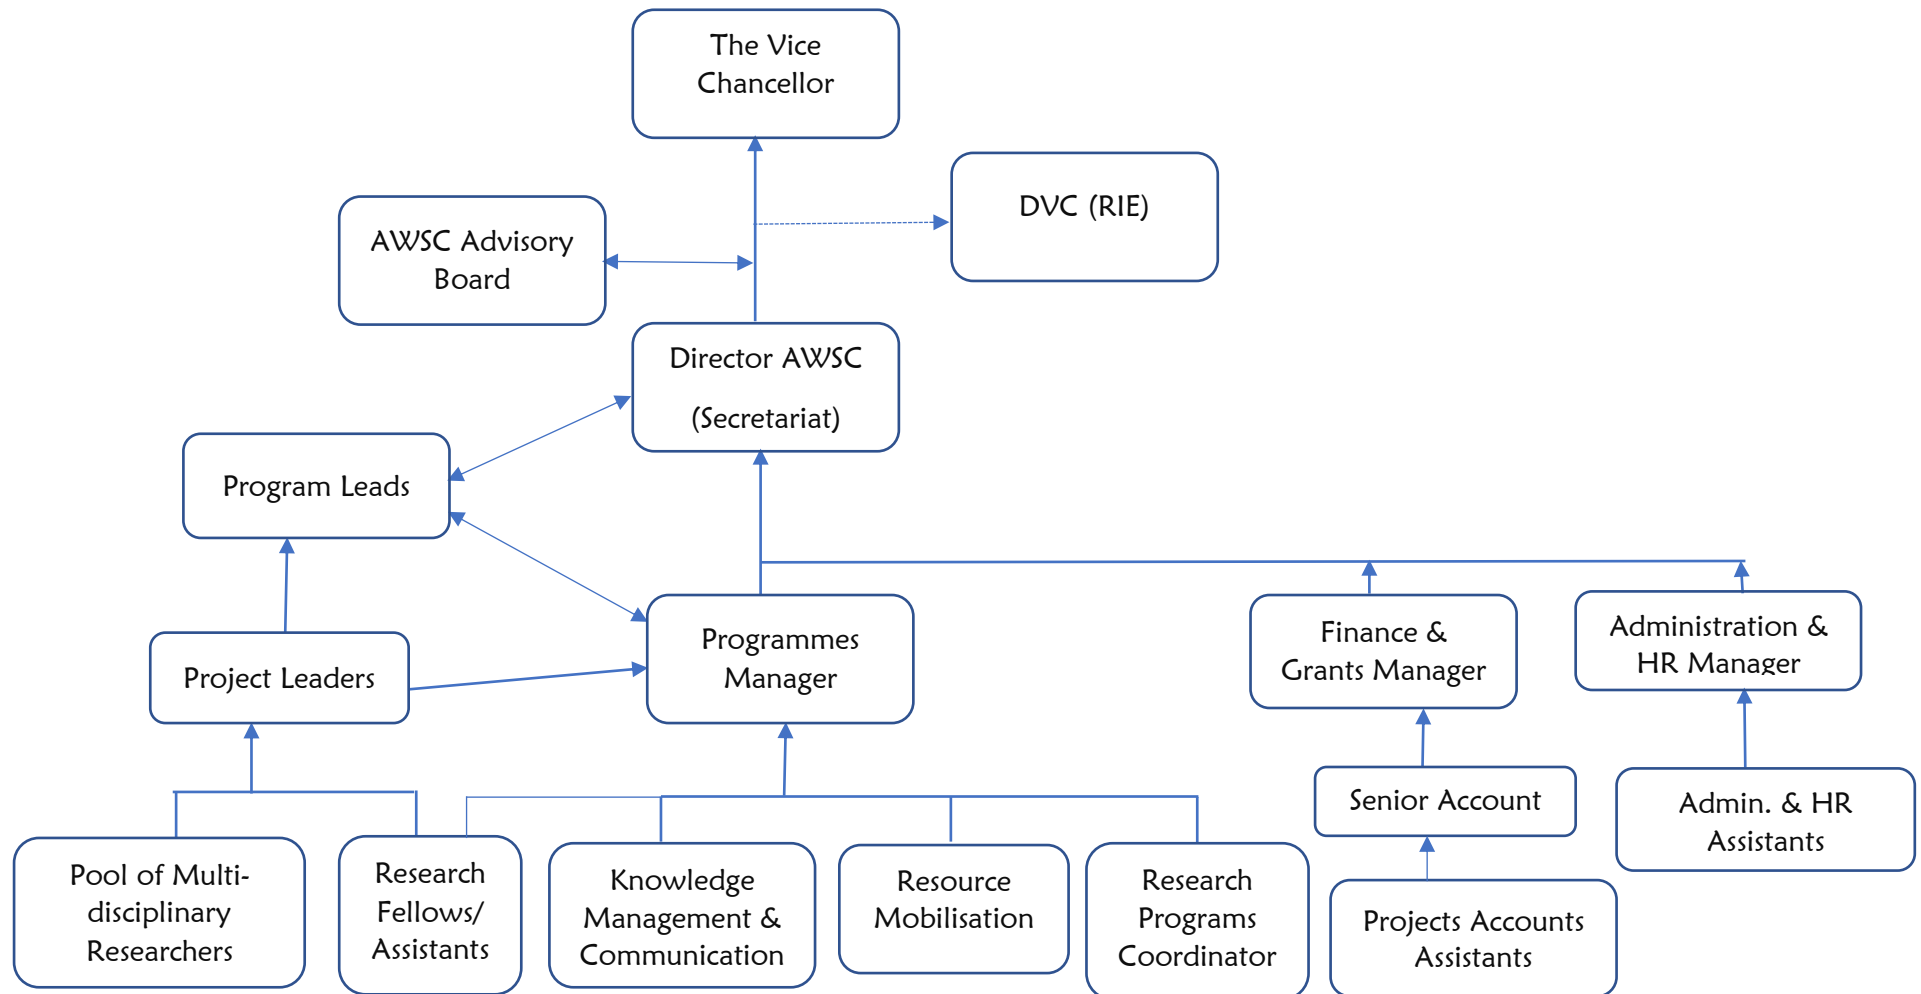 The Vice
Chancellor
DVC (RIE)
AWSC Advisory
Board
Director AWSC
(Secretariat)
Program Leads
Project Leaders
Programmes
Manager
Finance &
Grants Manager
Administration &
HR Manager
Senior Account
Admin. & HR
Assistants
Pool of Multi-
disciplinary
Researchers
Research
Fellows/
Assistants
Knowledge
Management &
Communication
Resource
Mobilisation
Research
Programs
Coordinator
Projects Accounts
Assistants